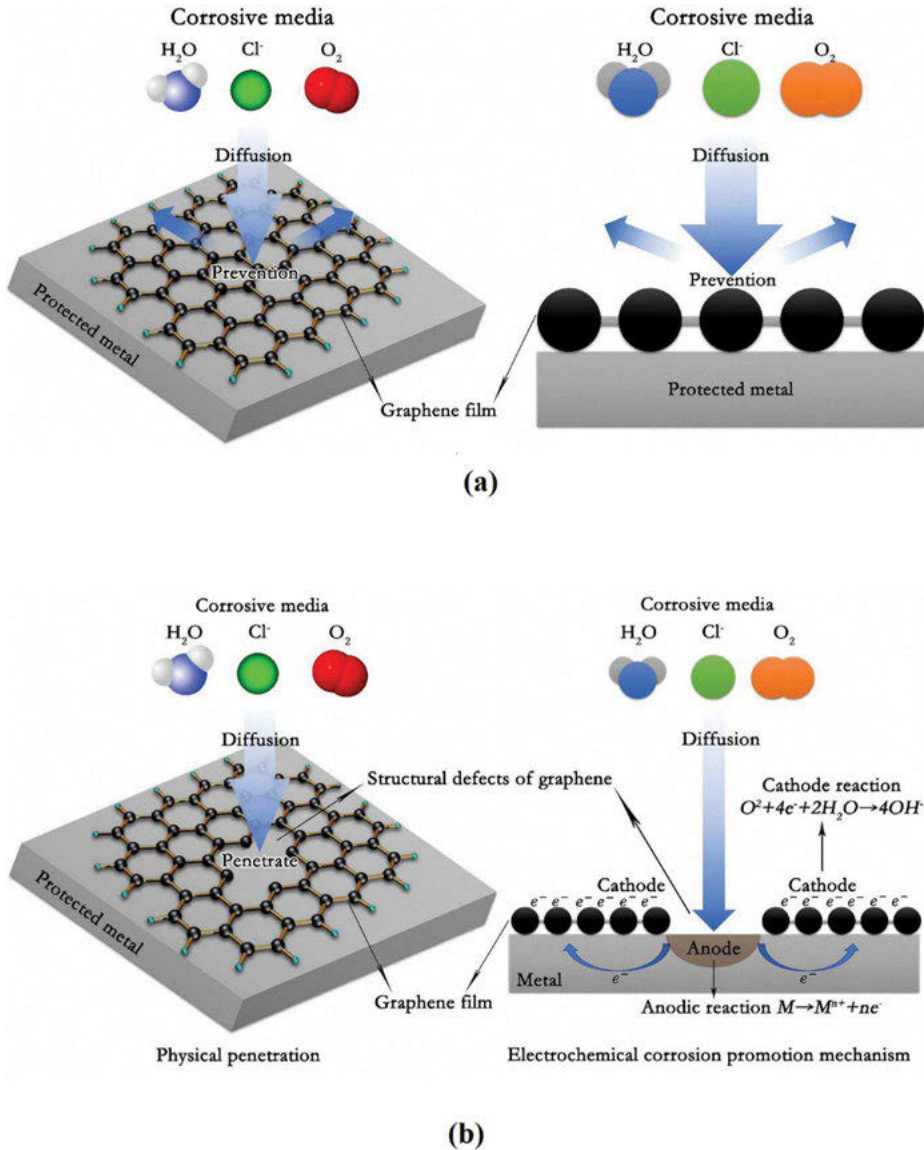 Corrosive media
H₂O Cl⁻ O₂
Diffusion
Prevention
Protected metal
Corrosive media
H₂O Cl⁻ O₂
Diffusion
Prevention
Protected metal
Graphene film
(a)
Corrosive media
H₂O Cl⁻ O₂
Diffusion
Penetrate
Protected metal
Structural defects of graphene
Graphene film
Physical penetration
Corrosive media
H₂O Cl⁻ O₂
Diffusion
Cathode reaction
O²+4e⁻+2H₂O→4OH⁻
Cathode
e⁻ e⁻ e⁻ e⁻ e⁻ e⁻
Cathode
e⁻ e⁻ e⁻ e⁻ e⁻ e⁻
Anode
e⁻ e⁻
Metal
Anodic reaction M→Mⁿ⁺+ne⁻
Electrochemical corrosion promotion mechanism
(b)